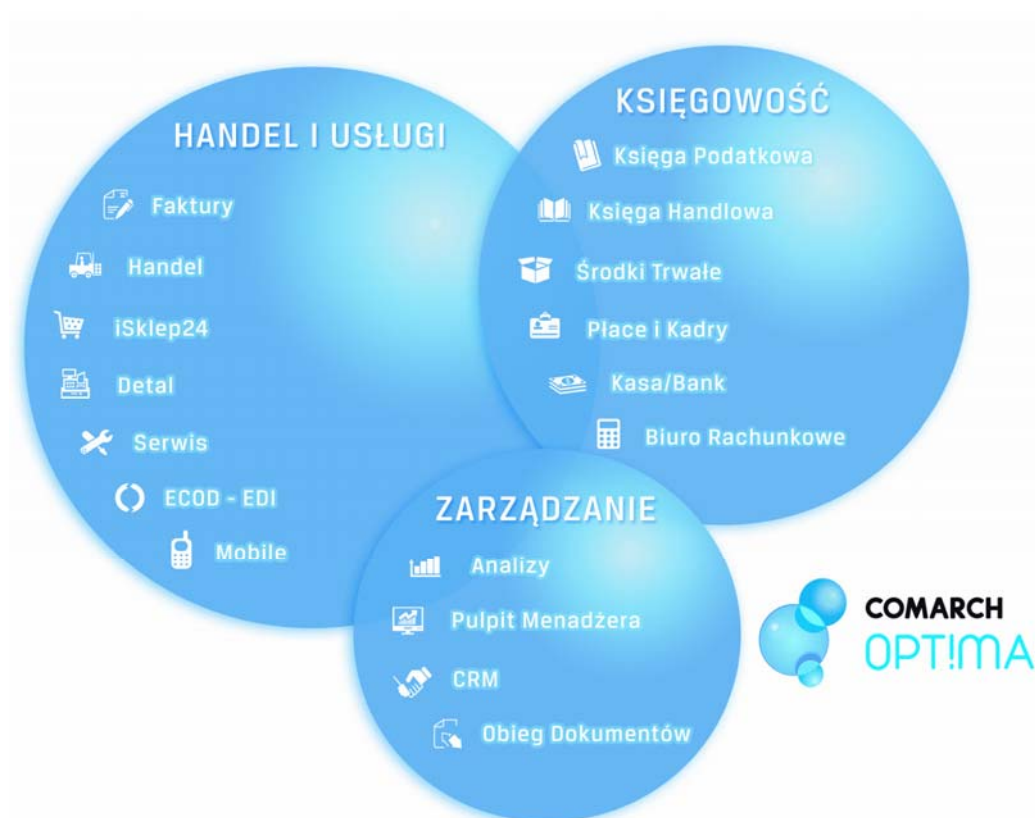 HANDEL I USŁUGI
Faktury
Handel
iSklep24
Detal
Serwis
ECOD - EDI
Mobile
KSIĘGOWOŚĆ
Księga Podatkowa
Księga Handlowa
Środki Trwałe
Płace i Kadry
Kasa/Bank
Biuro Rachunkowe
ZARZĄDZANIE
Analizy
Pulpit Menadżera
CRM
Obieg Dokumentów
COMARCH
OPT!MA